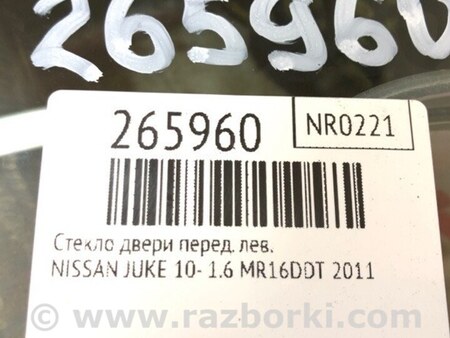 265960
265960
NR0221
Стекло двери перед. лев.
NISSAN JUKE 10- 1.6 MR16DDT 2011
© www.razborki.com